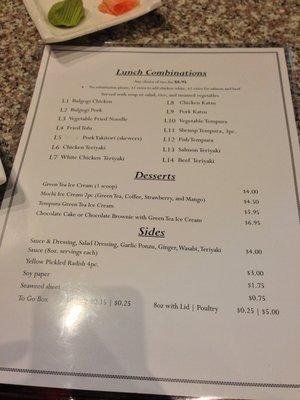 Lunch Combinations
Any choice of two for $8.95
No substitution please, $1 extra to add chicken white, $2 extra for salmon and beef
Served with soup or salad, rice, and steamed vegetables
L1 Bulgogi Chicken
L2 Bulgogi Pork
L3 Vegetable Fried Noodle
L4 Fried Tofu
L5 Pork Yakitori (skewers)
L6 Chicken Teriyaki
L7 White Chicken Teriyaki
L8 Chicken Katsu
L9 Pork Katsu
L10 Vegetable Tempura
L11 Shrimp Tempura, 3pc.
L12 Fish Tempura
L13 Salmon Teriyaki
L14 Beef Teriyaki
Desserts
Green Tea Ice Cream (1 scoop) $4.00
Mochi Ice Cream 2pc (Green Tea, Coffee, Strawberry, and Mango) $4.50
Tempura Green Tea Ice Cream $5.95
Chocolate Cake or Chocolate Brownie with Green Tea Ice Cream $6.95
Sides
Sauce & Dressing, Salad Dressing, Garlic Ponzu, Ginger, Wasabi, Teriyaki
Sauce (8oz. servings each) $4.00
Yellow Pickled Radish 4pc. $3.00
Soy paper $1.75
Seaweed sheet $0.75
To Go Box $0.35 | $0.25 8oz with Lid | Poultry $0.25 | $5.00